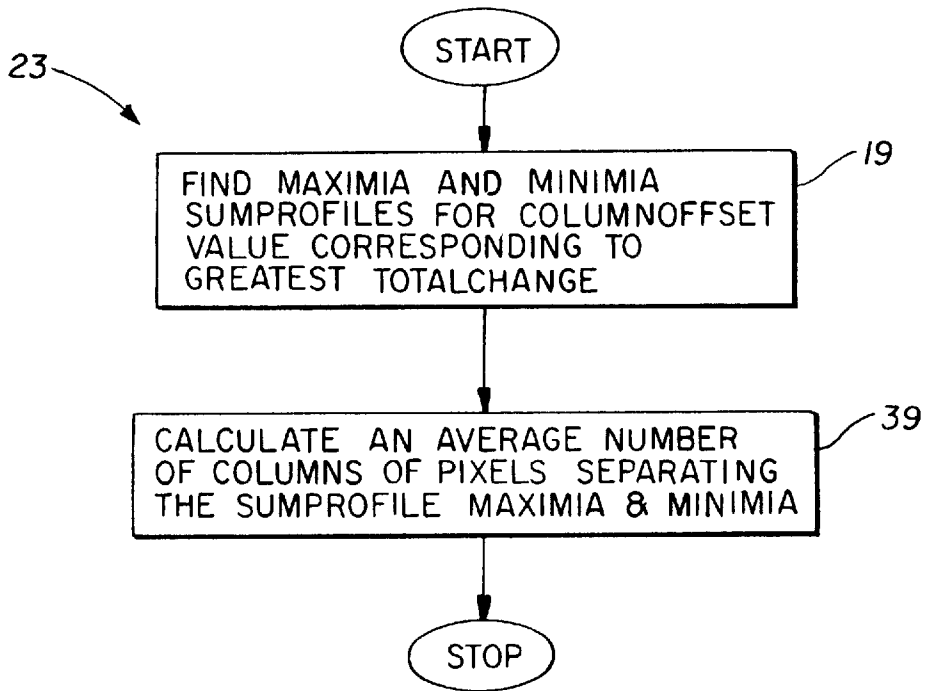 START
23
19
FIND MAXIMIA AND MINIMIA
SUMPROFILES FOR COLUMNOFFSET
VALUE CORRESPONDING TO
GREATEST TOTALCHANGE
39
CALCULATE AN AVERAGE NUMBER
OF COLUMNS OF PIXELS SEPARATING
THE SUMPROFILE MAXIMIA & MINIMIA
STOP